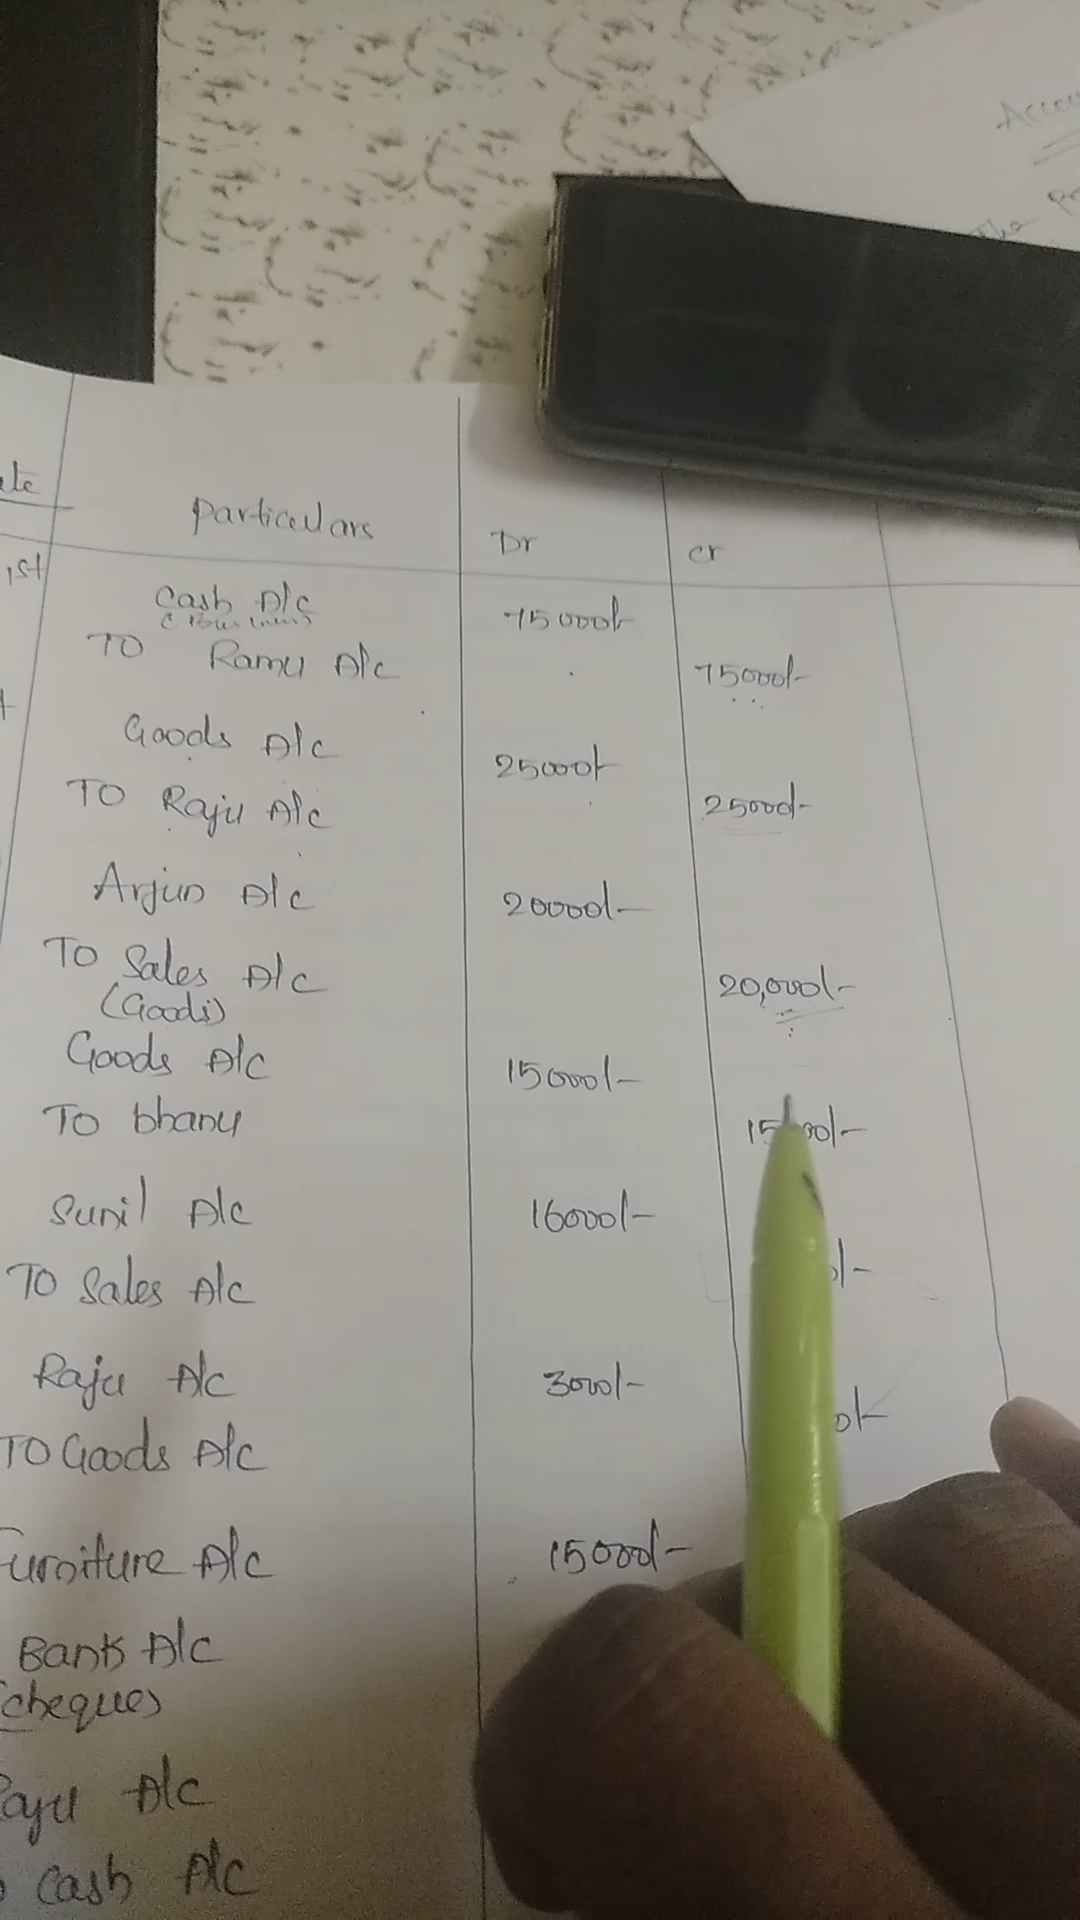 Particulars Dr cr
1st
Cash A/c 75000/-
TO Ramu A/c 75000/-
Goods A/c 25000/-
TO Raju A/c 25000/-
Arjun A/c 20000/-
TO Sales A/c 20,000/-
(Goods)
Goods A/c 15000/-
TO bhanu
Sunil A/c 16000/-
TO Sales A/c
Raju A/c 3000/-
TO Goods A/c
Furniture A/c 15000/-
Bank A/c
(cheques)
Raju A/c
Cash A/c